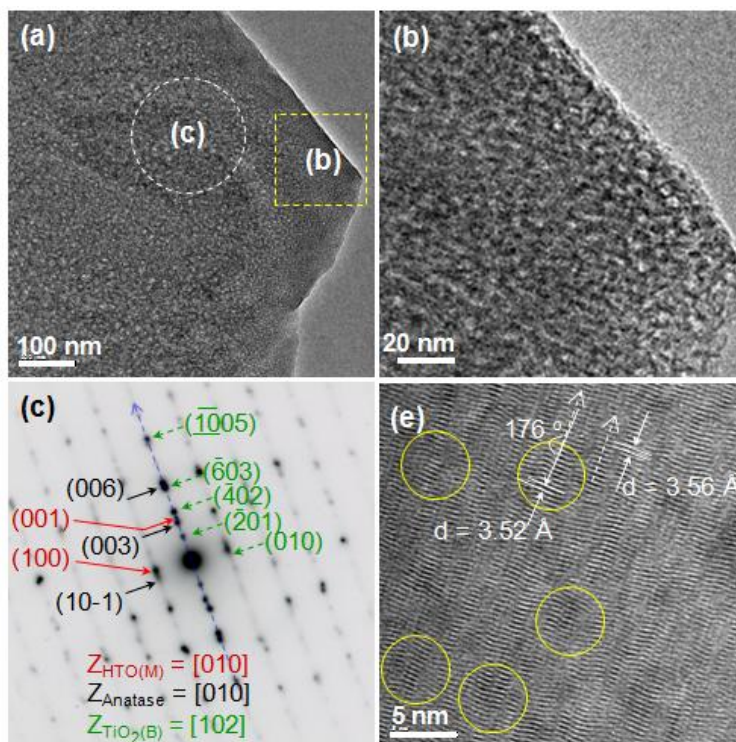 (a)
(c)
(b)
100 nm
(b)
20 nm
(c)
(1̅0̅05)
(006)
(6̅03)
(4̅02)
(001)
(2̅01)
(003)
(010)
(100)
(10-1)
Z_HTO(M) = [010]
Z_Anatase = [010]
Z_TiO₂(B) = [102]
(e)
176 º
d = 3.56 Å
d = 3.52 Å
5 nm